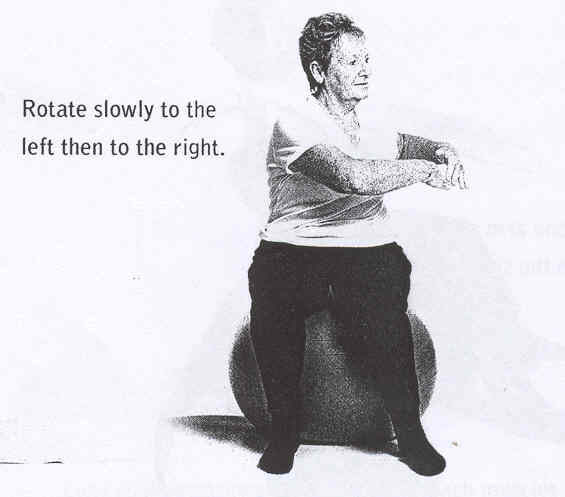 Rotate slowly to the
left then to the right.